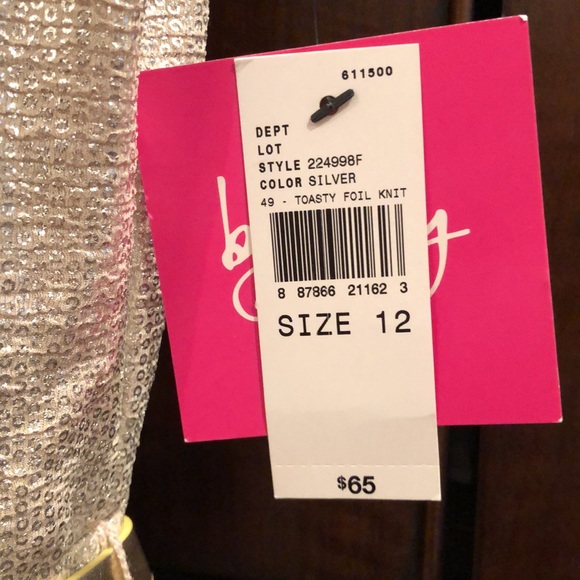 611500
DEPT
LOT
STYLE 224998F
COLOR SILVER
49 - TOASTY FOIL KNIT
8 87866 21162 3
SIZE 12
$65